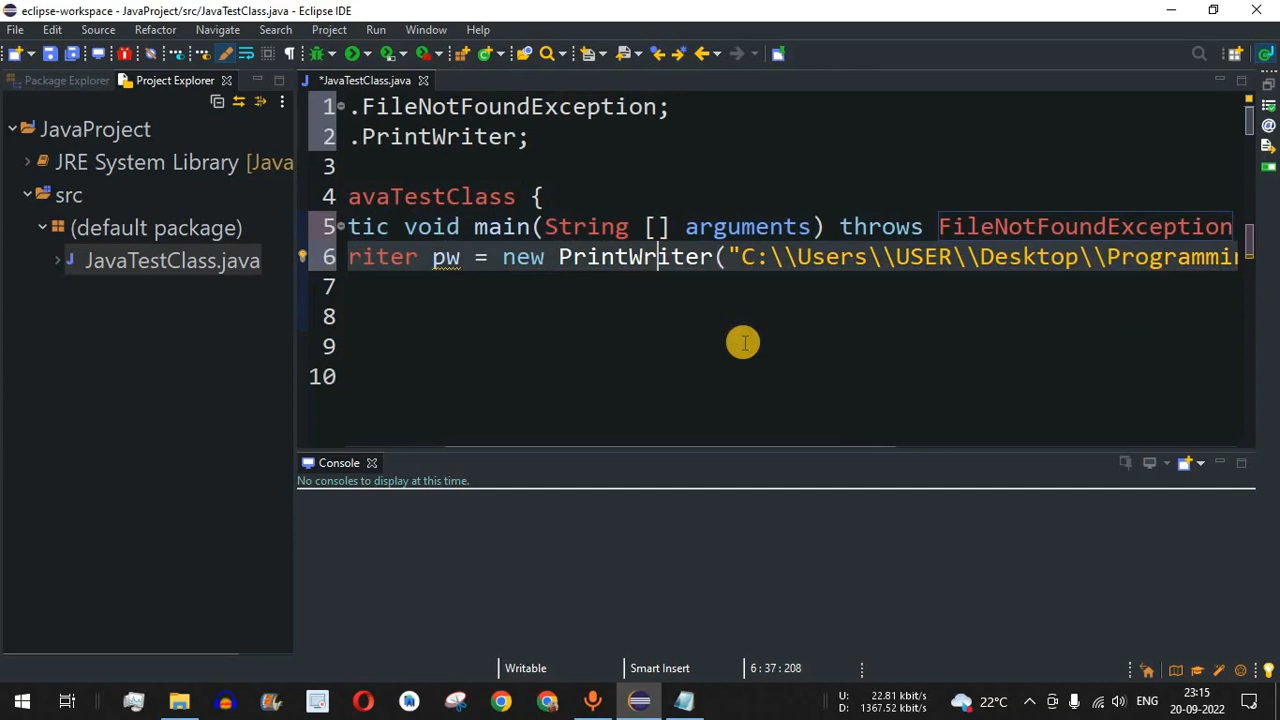 eclipse-workspace - JavaProject/src/JavaTestClass.java - Eclipse IDE
File Edit Source Refactor Navigate Search Project Run Window Help
Package Explorer Project Explorer *JavaTestClass.java
JavaProject
JRE System Library [Java
src
(default package)
JavaTestClass.java
1 .FileNotFoundException;
2 .PrintWriter;
3
4 avaTestClass {
5 tic void main(String [] arguments) throws FileNotFoundException
6 riter pw = new PrintWriter("C:\\Users\\USER\\Desktop\\Programmin
7
8
9
10
Console
No consoles to display at this time.
Writable Smart Insert 6 : 37 : 208
U: 22.81 kbit/s
D: 1367.52 kbit/s
22°C ENG
23:15
20-09-2022